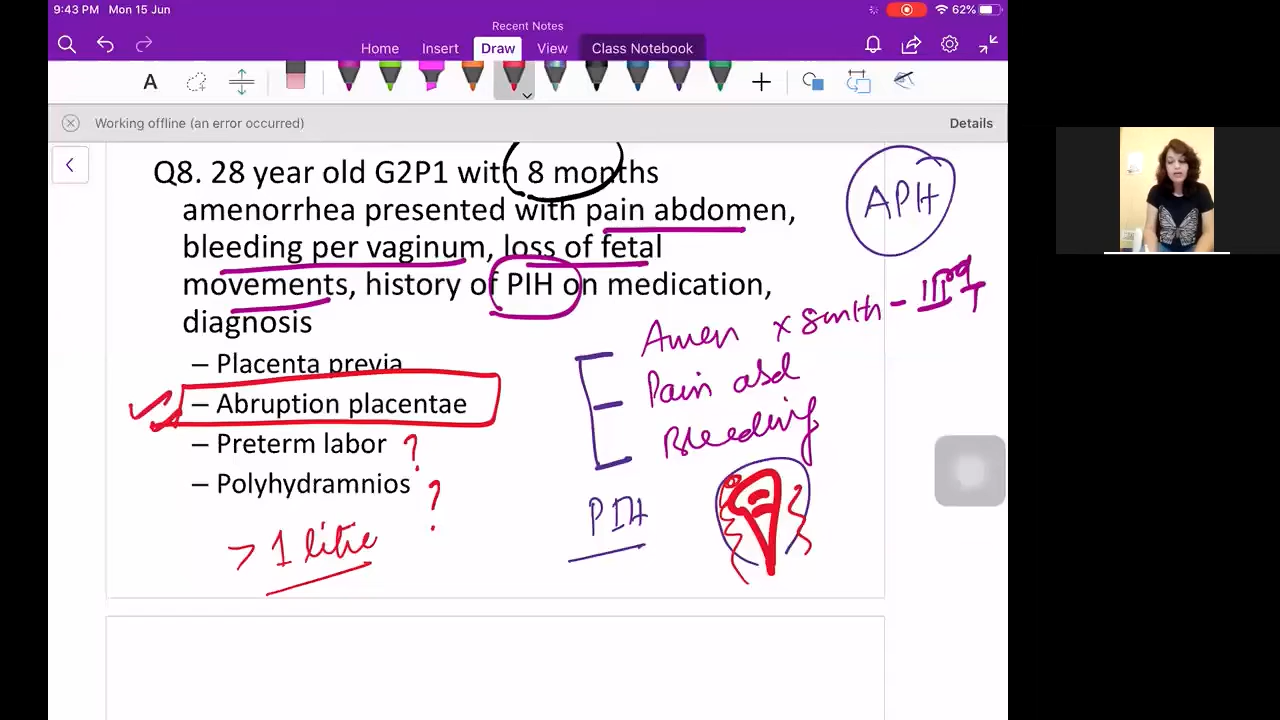 9:43 PM Mon 15 Jun
62%
Recent Notes
Home Insert Draw View Class Notebook
A
Working offline (an error occurred)
Details
Q8. 28 year old G2P1 with 8 months
amenorrhea presented with pain abdomen,
bleeding per vaginum, loss of fetal
movements, history of PIH on medication,
diagnosis
– Placenta previa
– Abruption placentae
– Preterm labor ?
– Polyhydramnios ?
> 1 litre
APH
Amen x 8mth – III rd T
Pain abd
Bleeding
PIH